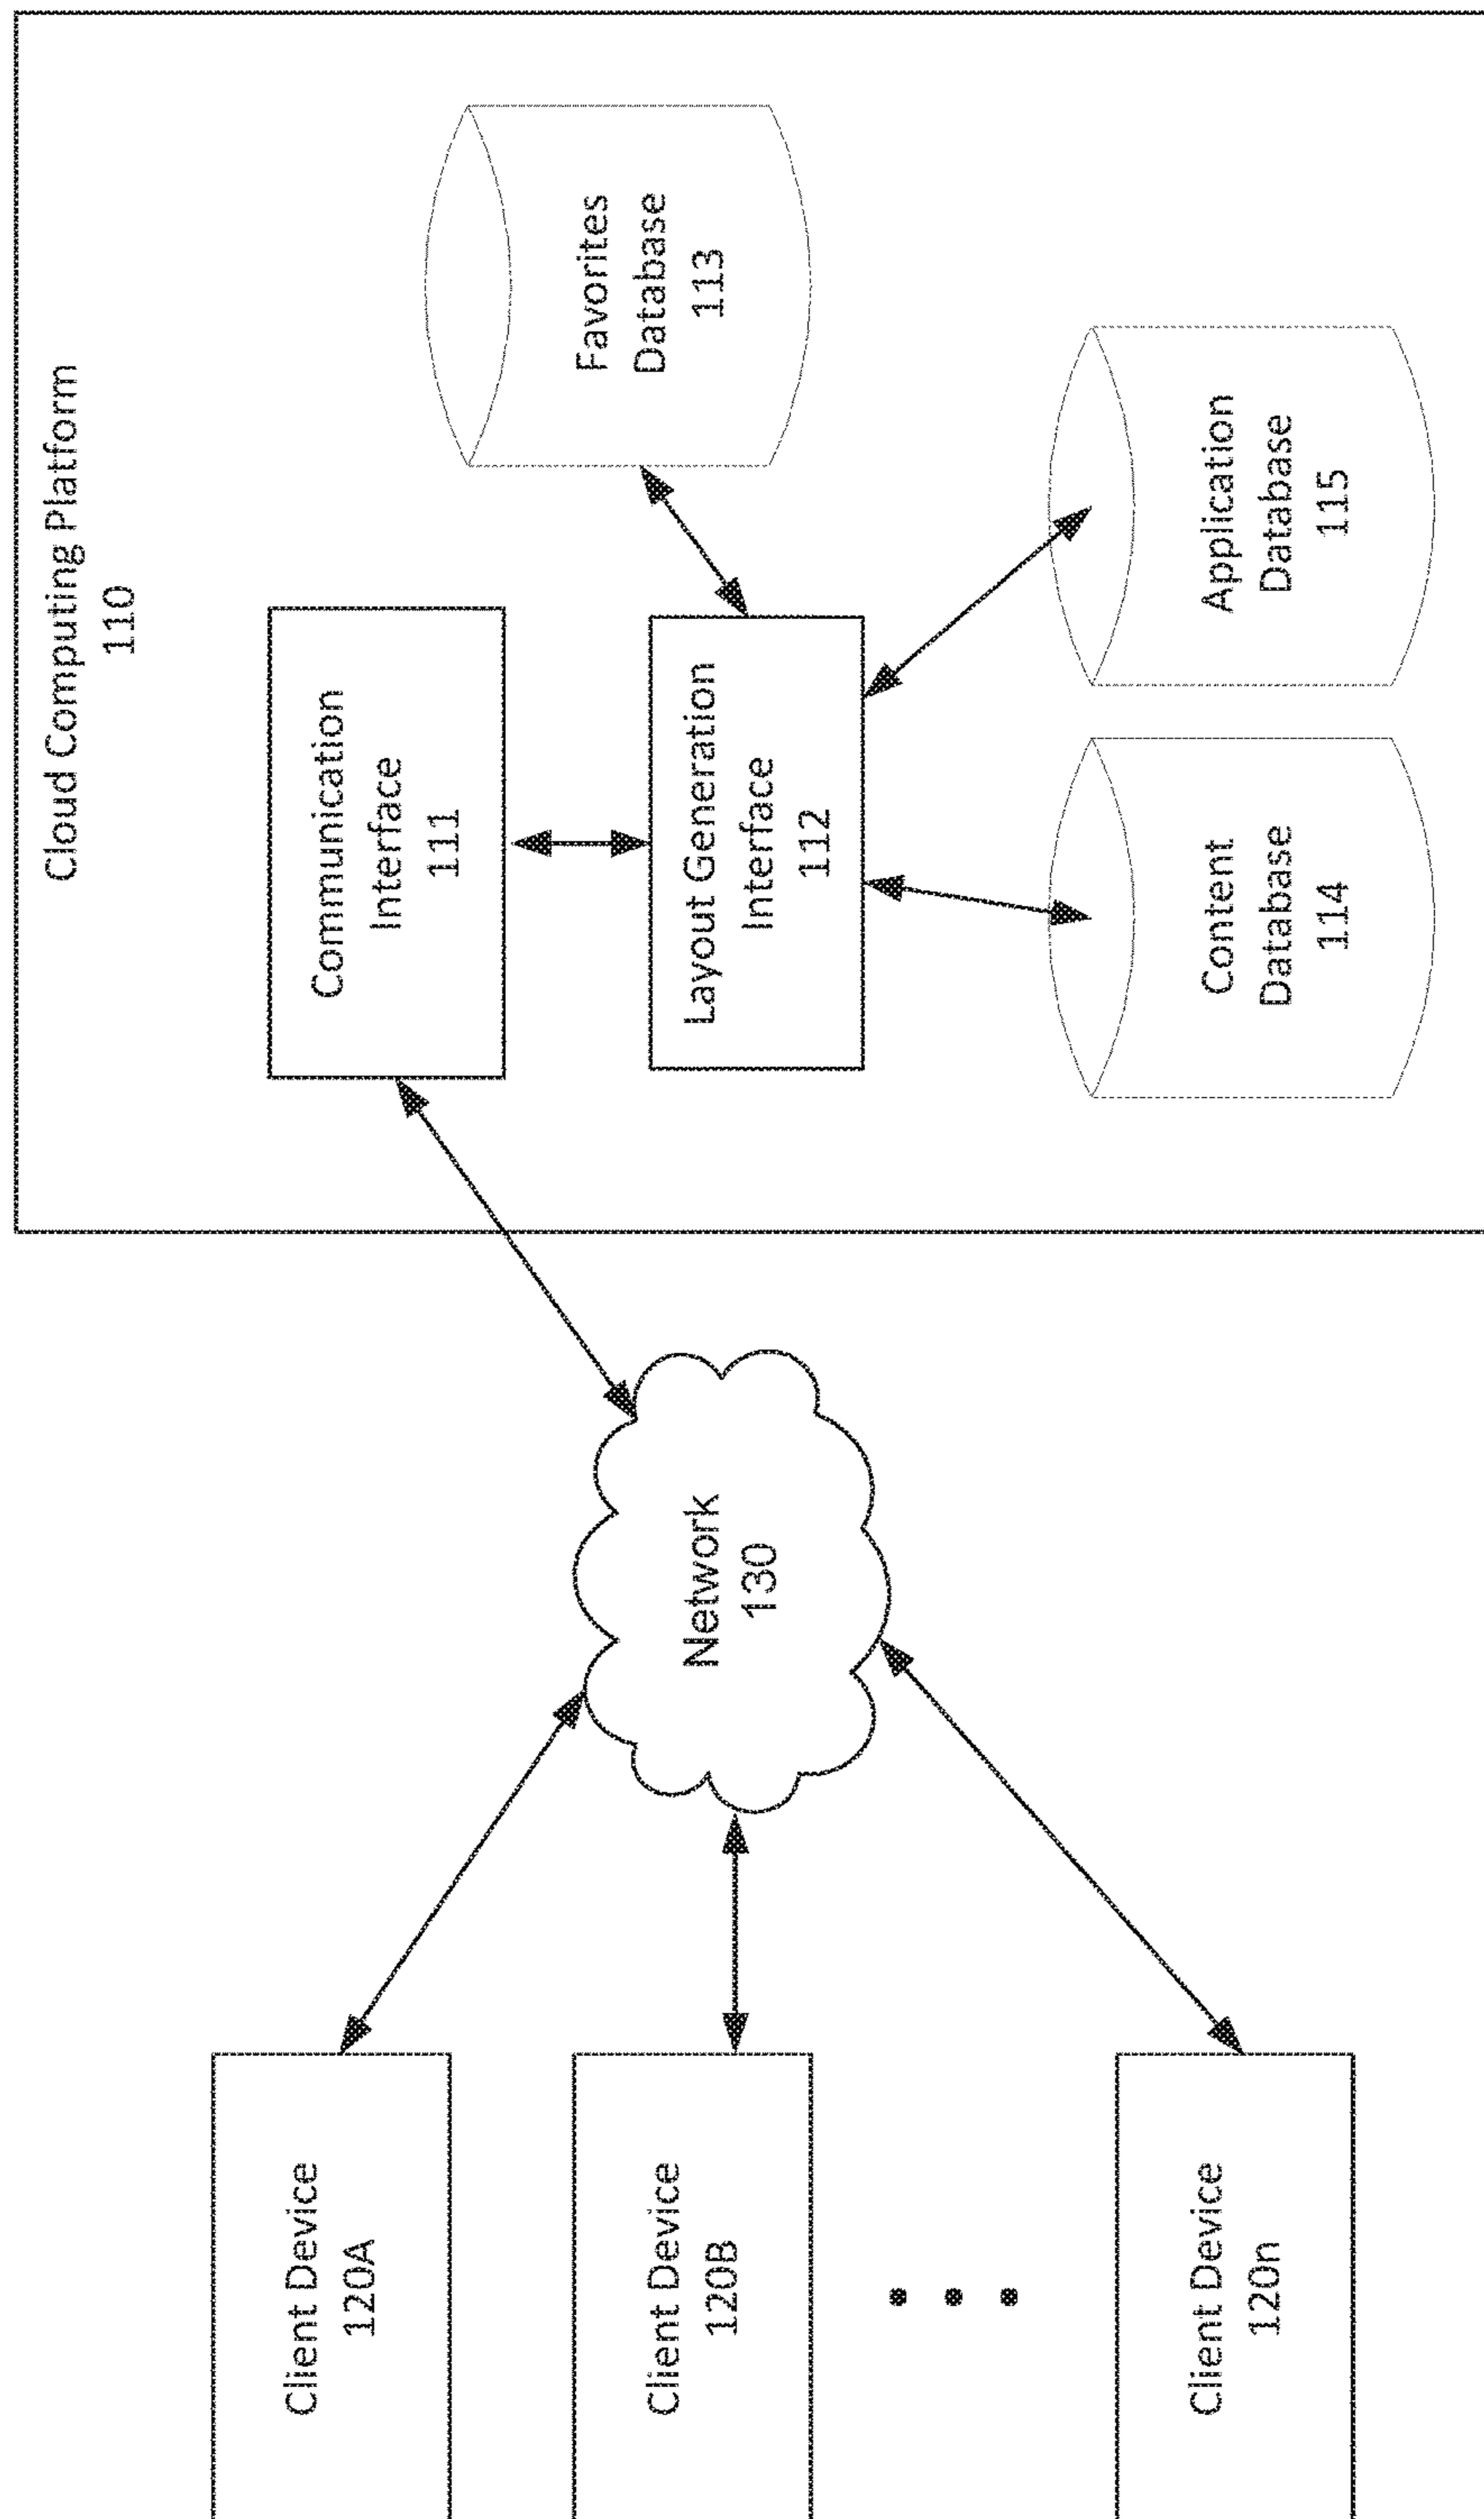 Cloud Computing Platform
110
Client Device
120A
Client Device
120B
Client Device
120n
Network
130
Communication
Interface
111
Layout Generation
Interface
112
Favorites
Database
113
Content
Database
114
Application
Database
115